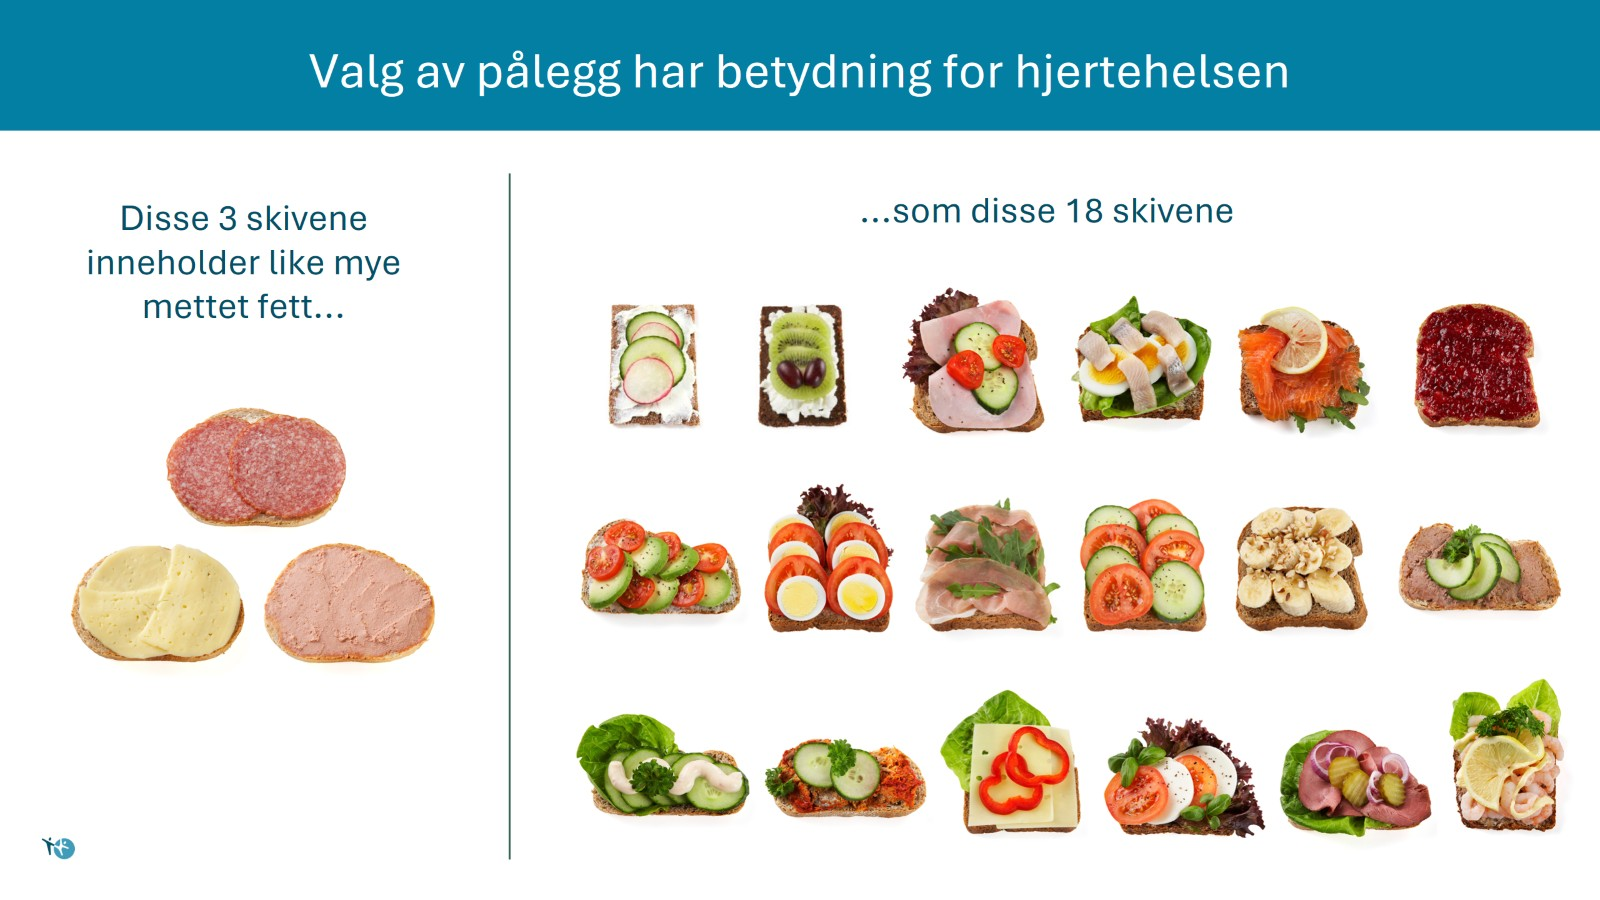 Valg av pålegg har betydning for hjertehelsen
Disse 3 skivene
inneholder like mye
mettet fett...
...som disse 18 skivene